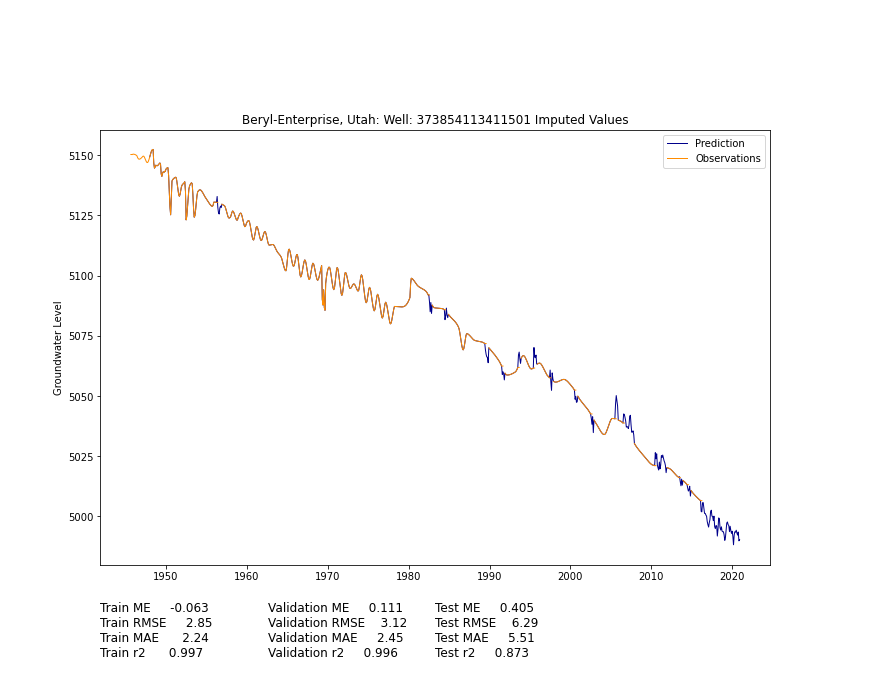 Beryl-Enterprise, Utah: Well: 373854113411501 Imputed Values
Prediction
Observations
Groundwater Level
5150
5125
5100
5075
5050
5025
5000
1950 1960 1970 1980 1990 2000 2010 2020
Train ME -0.063 Validation ME 0.111 Test ME 0.405
Train RMSE 2.85 Validation RMSE 3.12 Test RMSE 6.29
Train MAE 2.24 Validation MAE 2.45 Test MAE 5.51
Train r2 0.997 Validation r2 0.996 Test r2 0.873